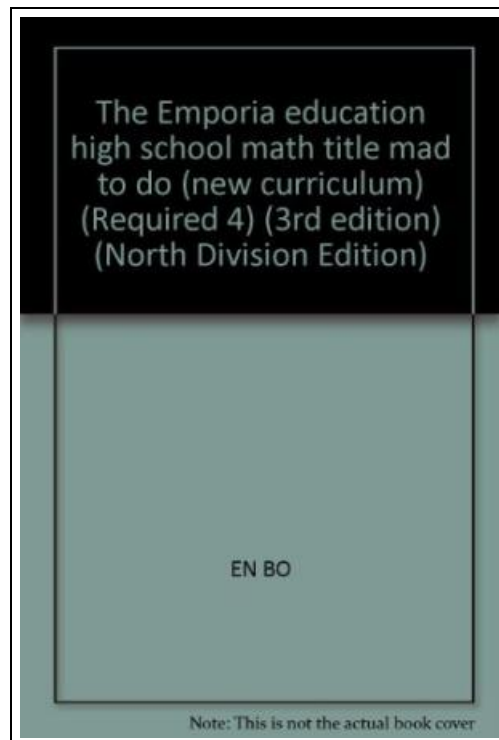 The Emporia education
high school math title mad
to do (new curriculum)
(Required 4) (3rd edition)
(North Division Edition)
EN BO
Note: This is not the actual book cover